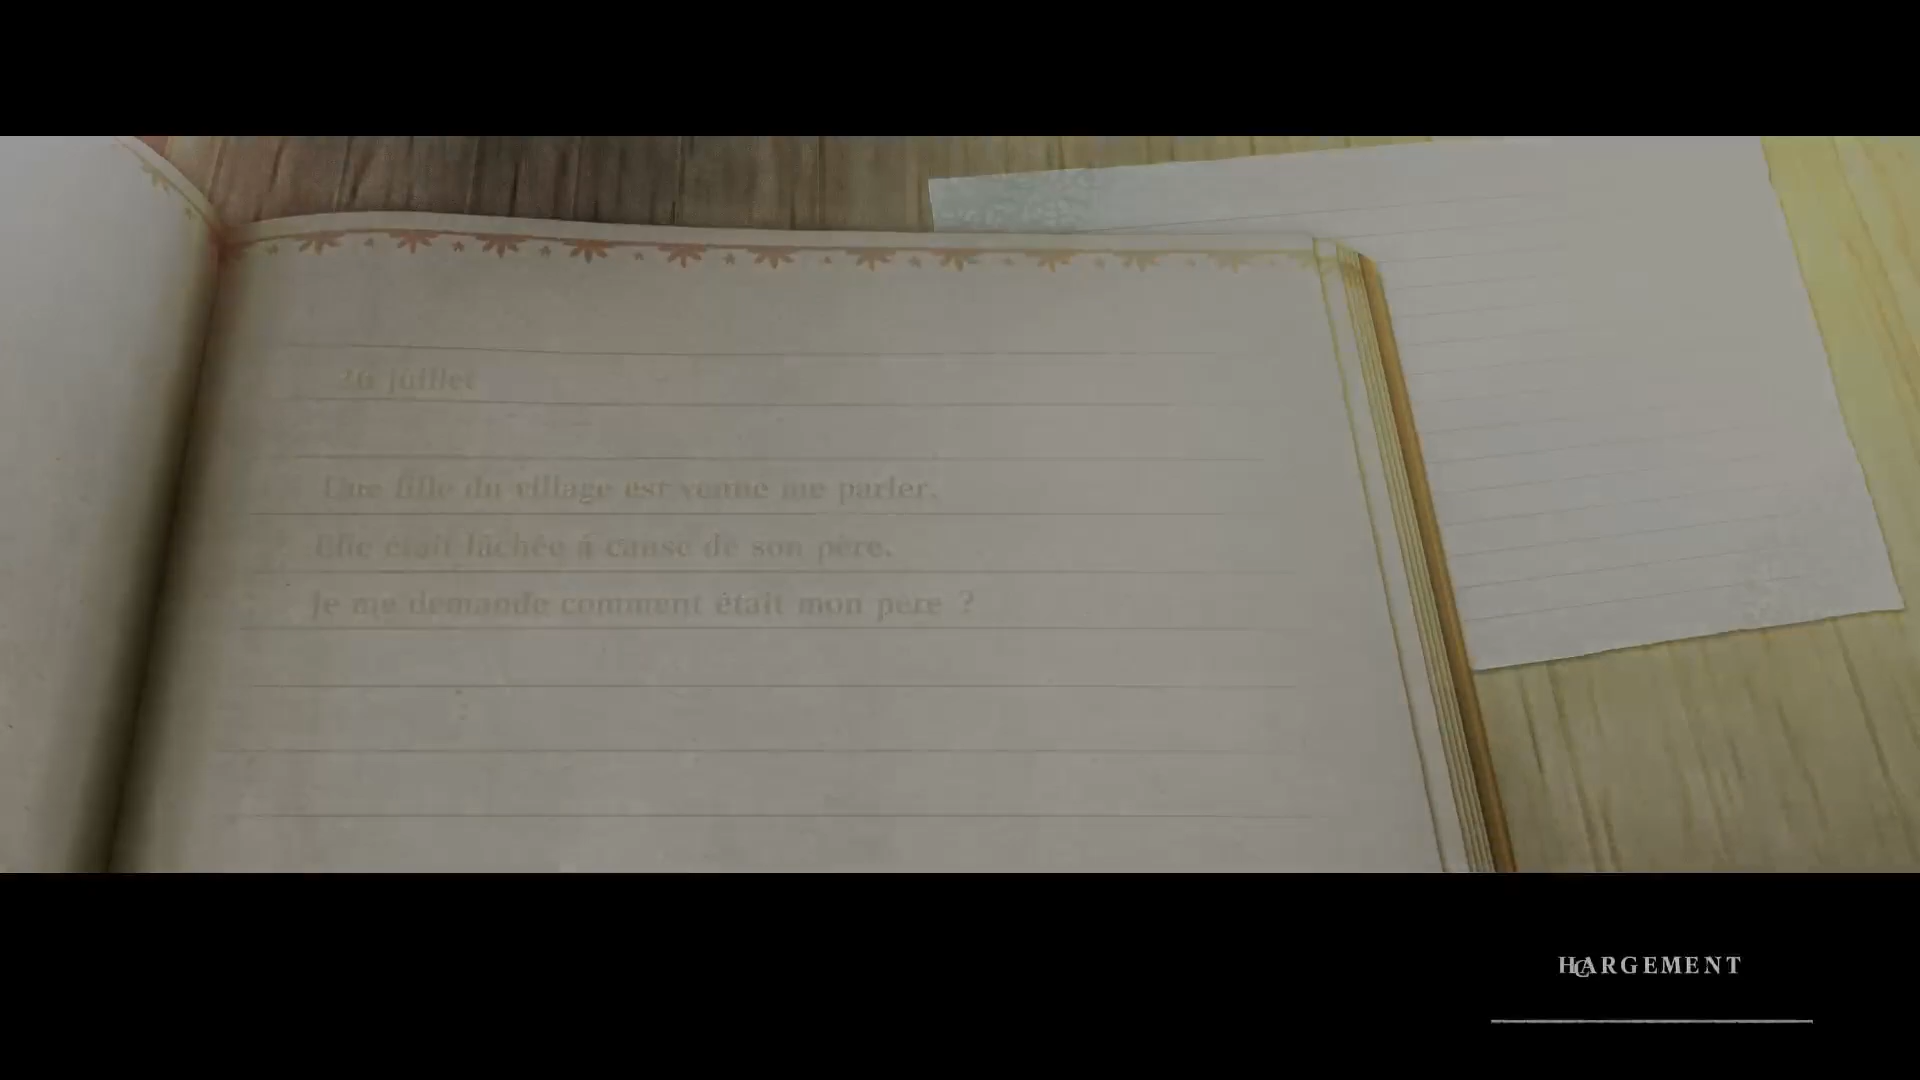 26 juillet
Une fille du village est venue me parler.
Elle était fâchée à cause de son père.
Je me demande comment était mon père ?
CHARGEMENT